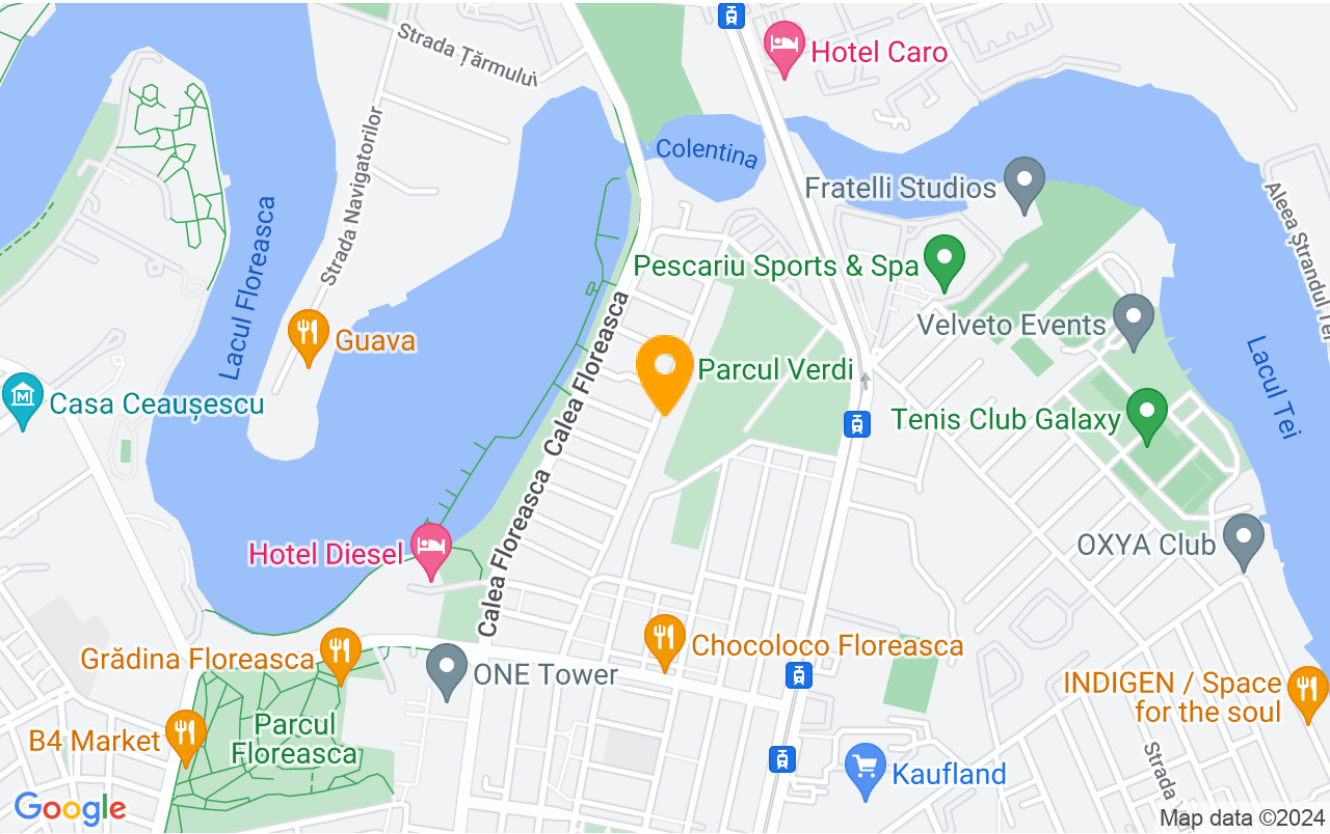 Strada Țărmului
Hotel Caro
Colentina
Strada Navigatorilor
Fratelli Studios
Aleea Ștrandul Tei
Lacul Floreasca
Pescariu Sports & Spa
Calea Floreasca
Velveto Events
Guava
Lacul Tei
Parcul Verdi
Casa Ceaușescu
Tenis Club Galaxy
Calea Floreasca
Hotel Diesel
OXYA Club
Chocoloco Floreasca
Grădina Floreasca
ONE Tower
INDIGEN / Space
for the soul
Parcul
Floreasca
B4 Market
Kaufland
Strada
Google
Map data ©2024